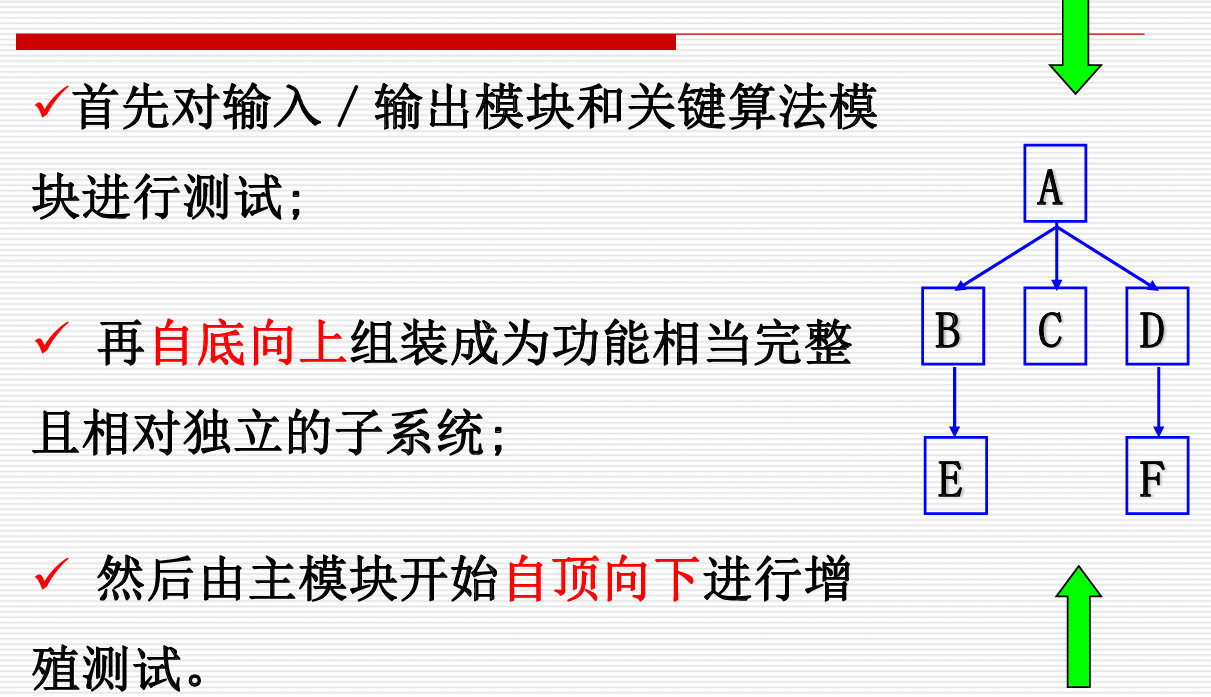 ✓首先对输入/输出模块和关键算法模
块进行测试;
✓ 再自底向上组装成为功能相当完整
且相对独立的子系统;
✓ 然后由主模块开始自顶向下进行增
殖测试。
A
B C D
E F